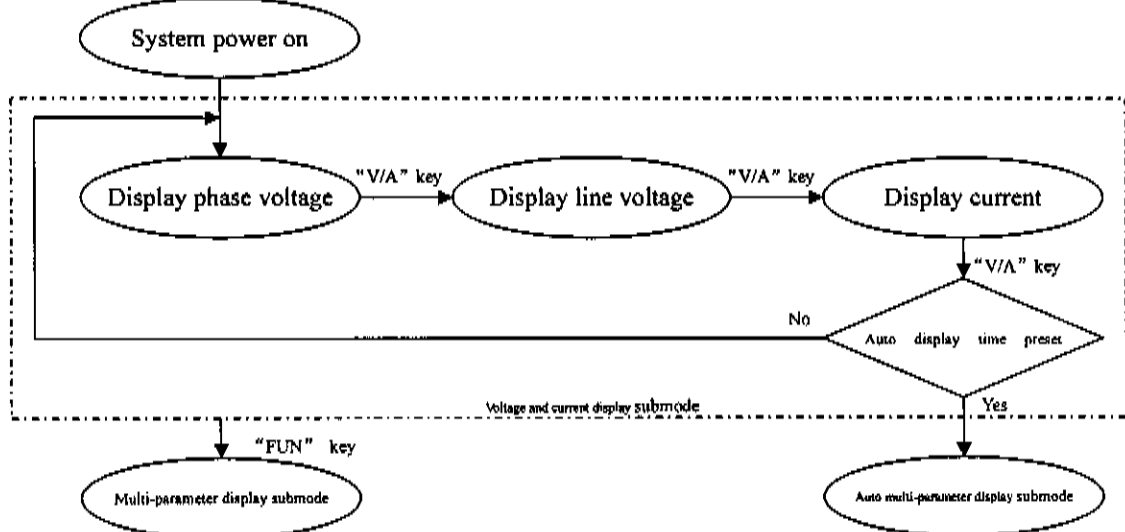 System power on
"V/A" key
"V/A" key
Display phase voltage
Display line voltage
Display current
"V/A" key
No
Auto display time preset
Voltage and current display submode
Yes
"FUN" key
Multi-parameter display submode
Auto multi-parameter display submode